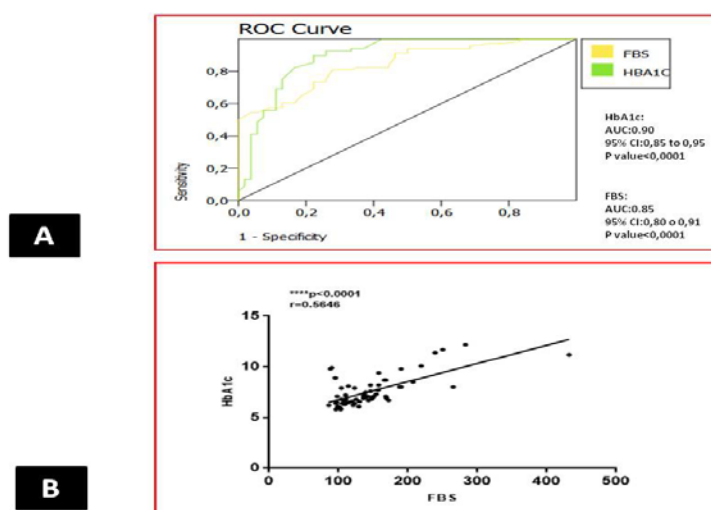 ROC Curve
FBS
HBA1C
0,8
0,6
0,4
0,2
0,0
Sensitivity
0,0 0,2 0,4 0,6 0,8
1 - Specificity
HbA1c:
AUC:0.90
95% CI:0,85 to 0,95
P value<0,0001
FBS:
AUC:0.85
95% CI:0,80 o 0,91
P value<0,0001
A
****p<0.0001
r=0.5646
15
10
5
0
HbA1c
0 100 200 300 400 500
FBS
B